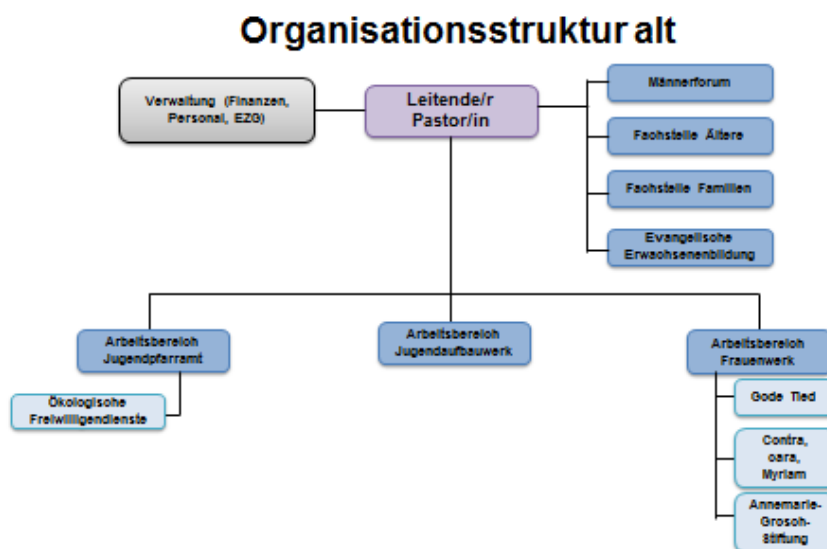 Organisationsstruktur alt
Verwaltung (Finanzen,
Personal, EZG)
Leitende/r
Pastor/in
Männerforum
Fachstelle Ältere
Fachstelle Familien
Evangelische
Erwachsenenbildung
Arbeitsbereich
Jugendpfarramt
Arbeitsbereich
Jugendaufbauwerk
Arbeitsbereich
Frauenwerk
Ökologische
Freiwilligendienste
Gode Tied
Contra,
cara,
Myriam
Annemarie-
Grosch-
Stiftung